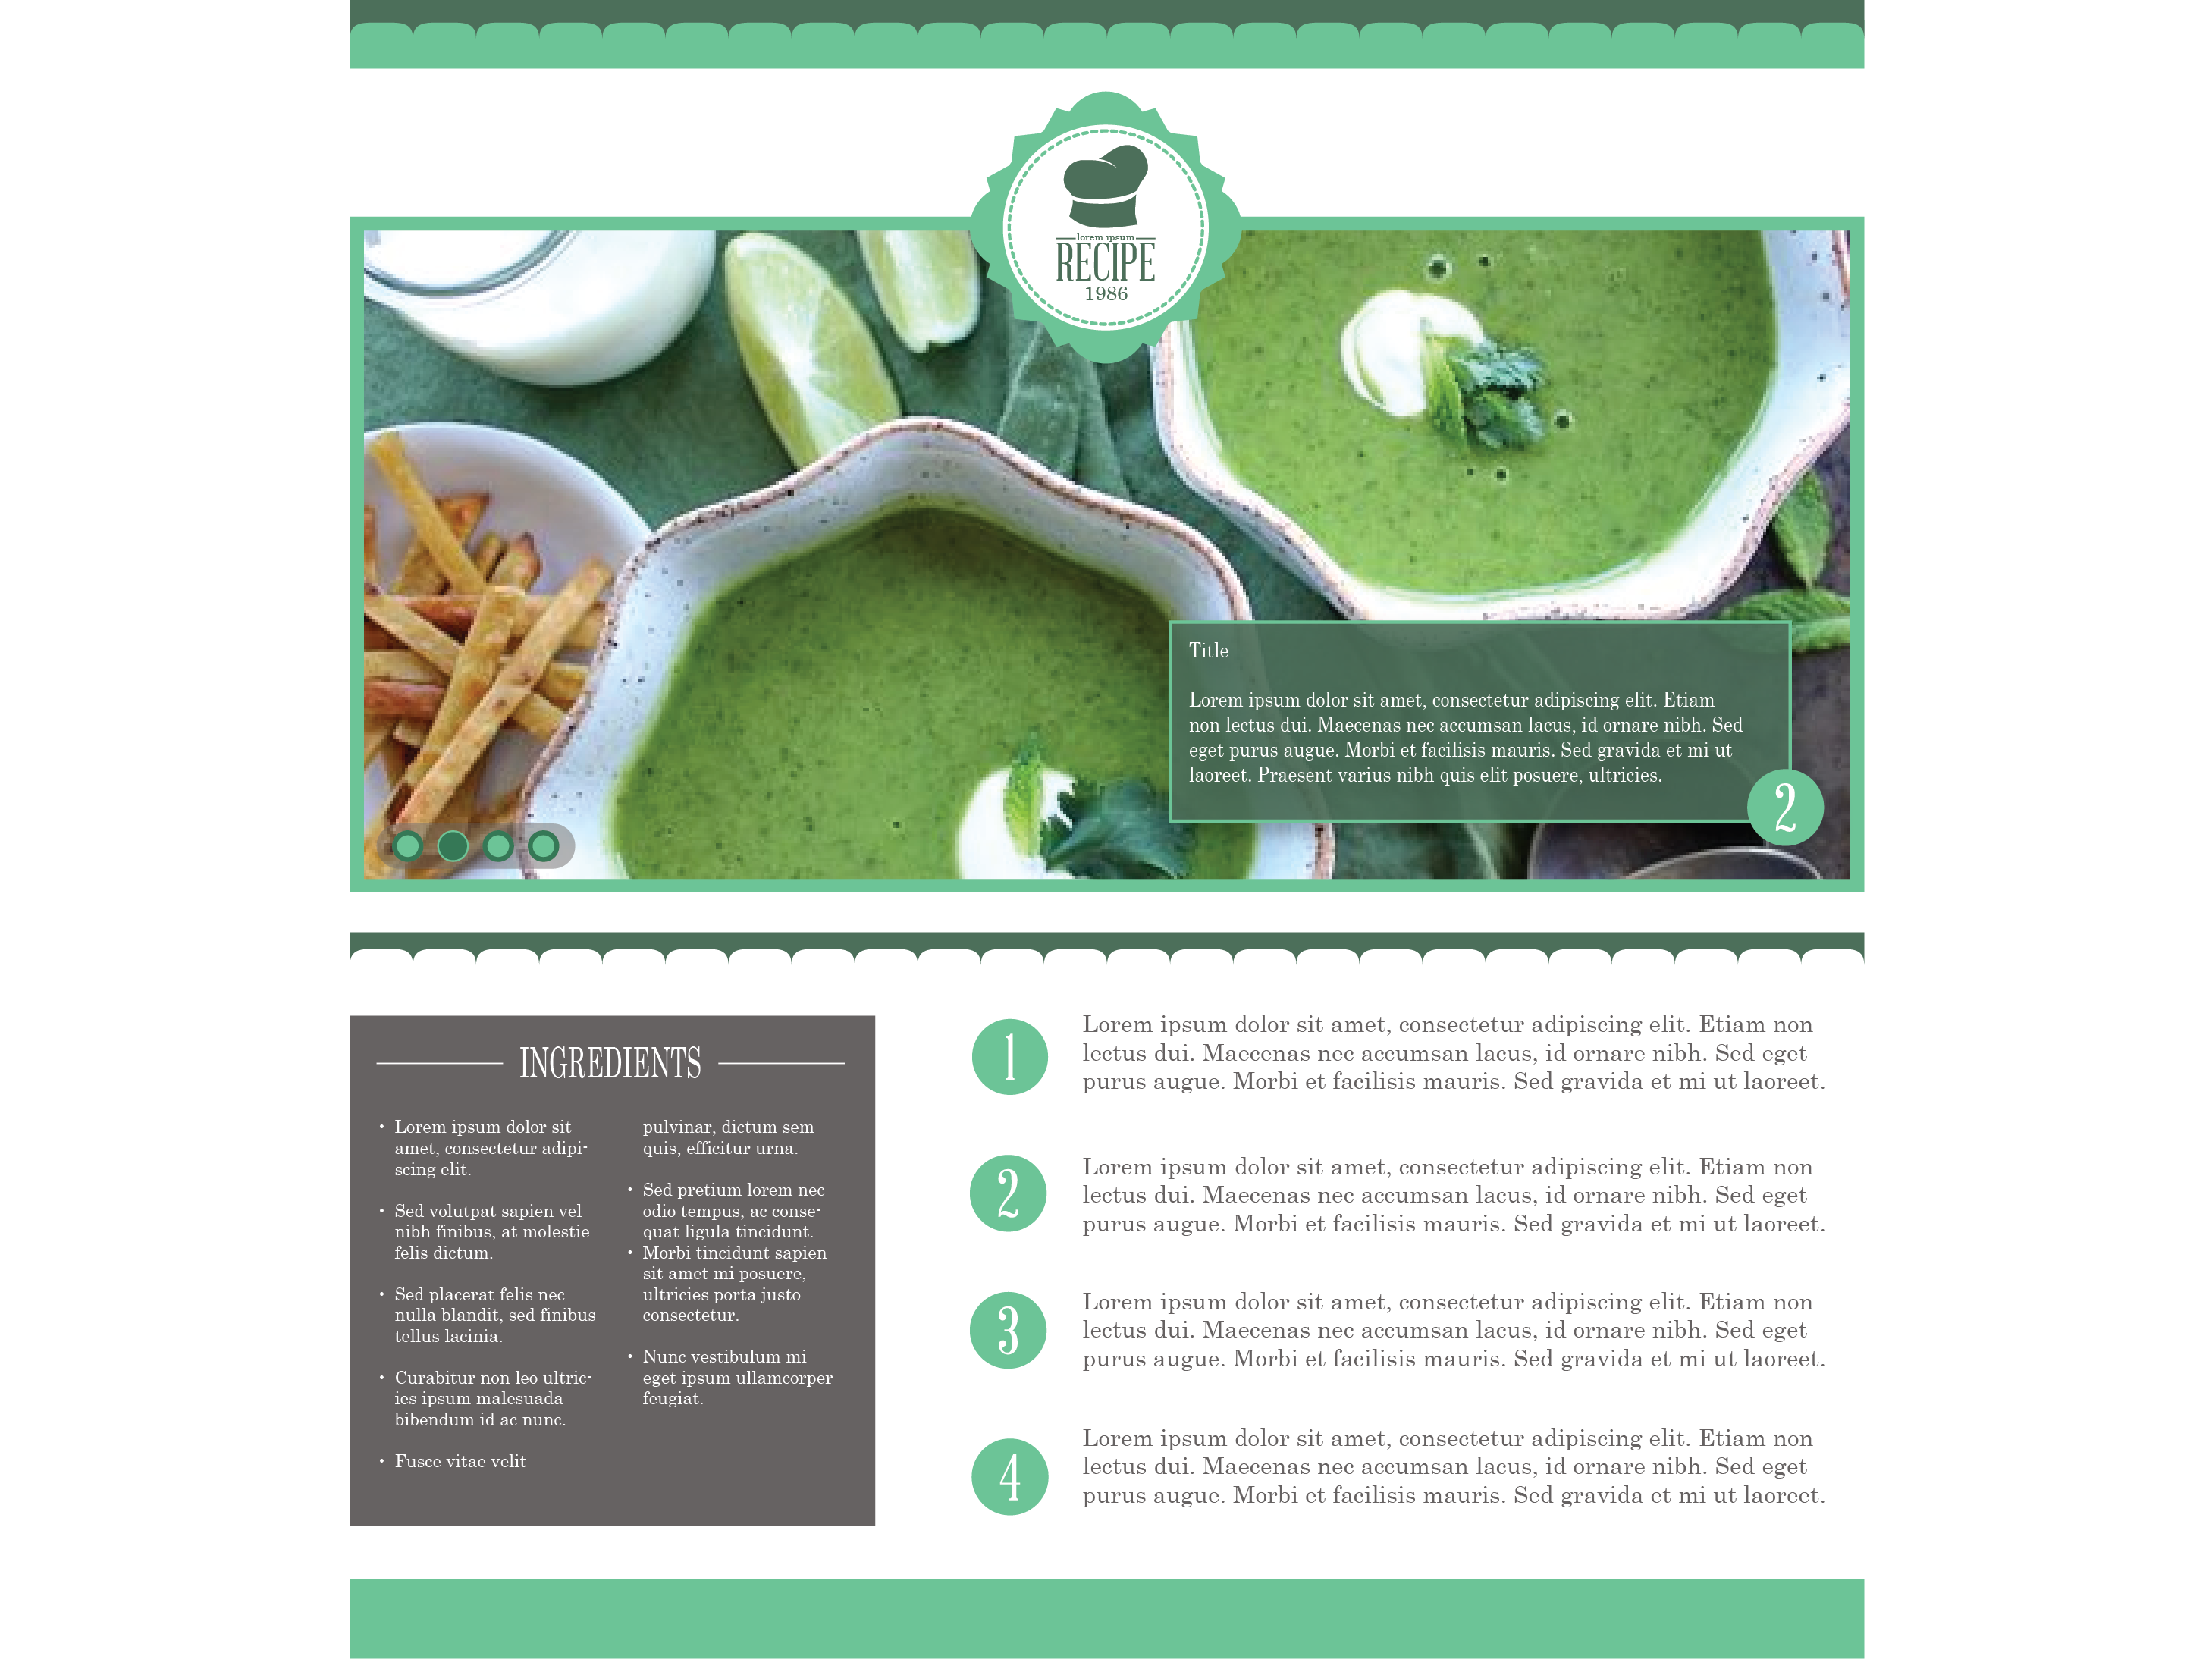 lorem ipsum
RECIPE
1986
Title
Lorem ipsum dolor sit amet, consectetur adipiscing elit. Etiam
non lectus dui. Maecenas nec accumsan lacus, id ornare nibh. Sed
eget purus augue. Morbi et facilisis mauris. Sed gravida et mi ut
laoreet. Praesent varius nibh quis elit posuere, ultricies.
2
INGREDIENTS
• Lorem ipsum dolor sit
amet, consectetur adipi-
scing elit.
• Sed volutpat sapien vel
nibh finibus, at molestie
felis dictum.
• Sed placerat felis nec
nulla blandit, sed finibus
tellus lacinia.
• Curabitur non leo ultric-
ies ipsum malesuada
bibendum id ac nunc.
• Fusce vitae velit
pulvinar, dictum sem
quis, efficitur urna.
• Sed pretium lorem nec
odio tempus, ac conse-
quat ligula tincidunt.
• Morbi tincidunt sapien
sit amet mi posuere,
ultricies porta justo
consectetur.
• Nunc vestibulum mi
eget ipsum ullamcorper
feugiat.
1
Lorem ipsum dolor sit amet, consectetur adipiscing elit. Etiam non
lectus dui. Maecenas nec accumsan lacus, id ornare nibh. Sed eget
purus augue. Morbi et facilisis mauris. Sed gravida et mi ut laoreet.
2
Lorem ipsum dolor sit amet, consectetur adipiscing elit. Etiam non
lectus dui. Maecenas nec accumsan lacus, id ornare nibh. Sed eget
purus augue. Morbi et facilisis mauris. Sed gravida et mi ut laoreet.
3
Lorem ipsum dolor sit amet, consectetur adipiscing elit. Etiam non
lectus dui. Maecenas nec accumsan lacus, id ornare nibh. Sed eget
purus augue. Morbi et facilisis mauris. Sed gravida et mi ut laoreet.
4
Lorem ipsum dolor sit amet, consectetur adipiscing elit. Etiam non
lectus dui. Maecenas nec accumsan lacus, id ornare nibh. Sed eget
purus augue. Morbi et facilisis mauris. Sed gravida et mi ut laoreet.